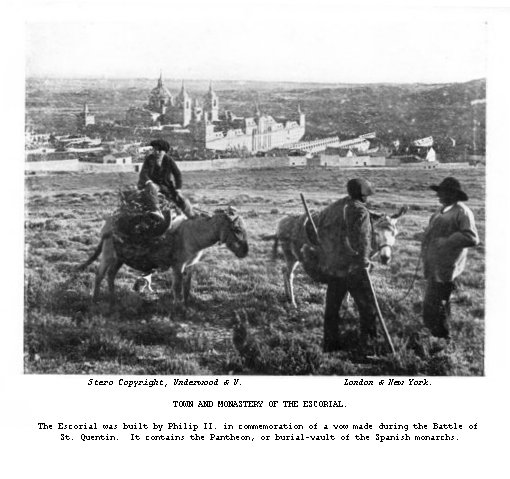 Stero Copyright, Underwood & U. London & New York.
TOWN AND MONASTERY OF THE ESCORIAL.
The Escorial was built by Philip II. in commemoration of a vow made during the Battle of
St. Quentin. It contains the Pantheon, or burial-vault of the Spanish monarchs.